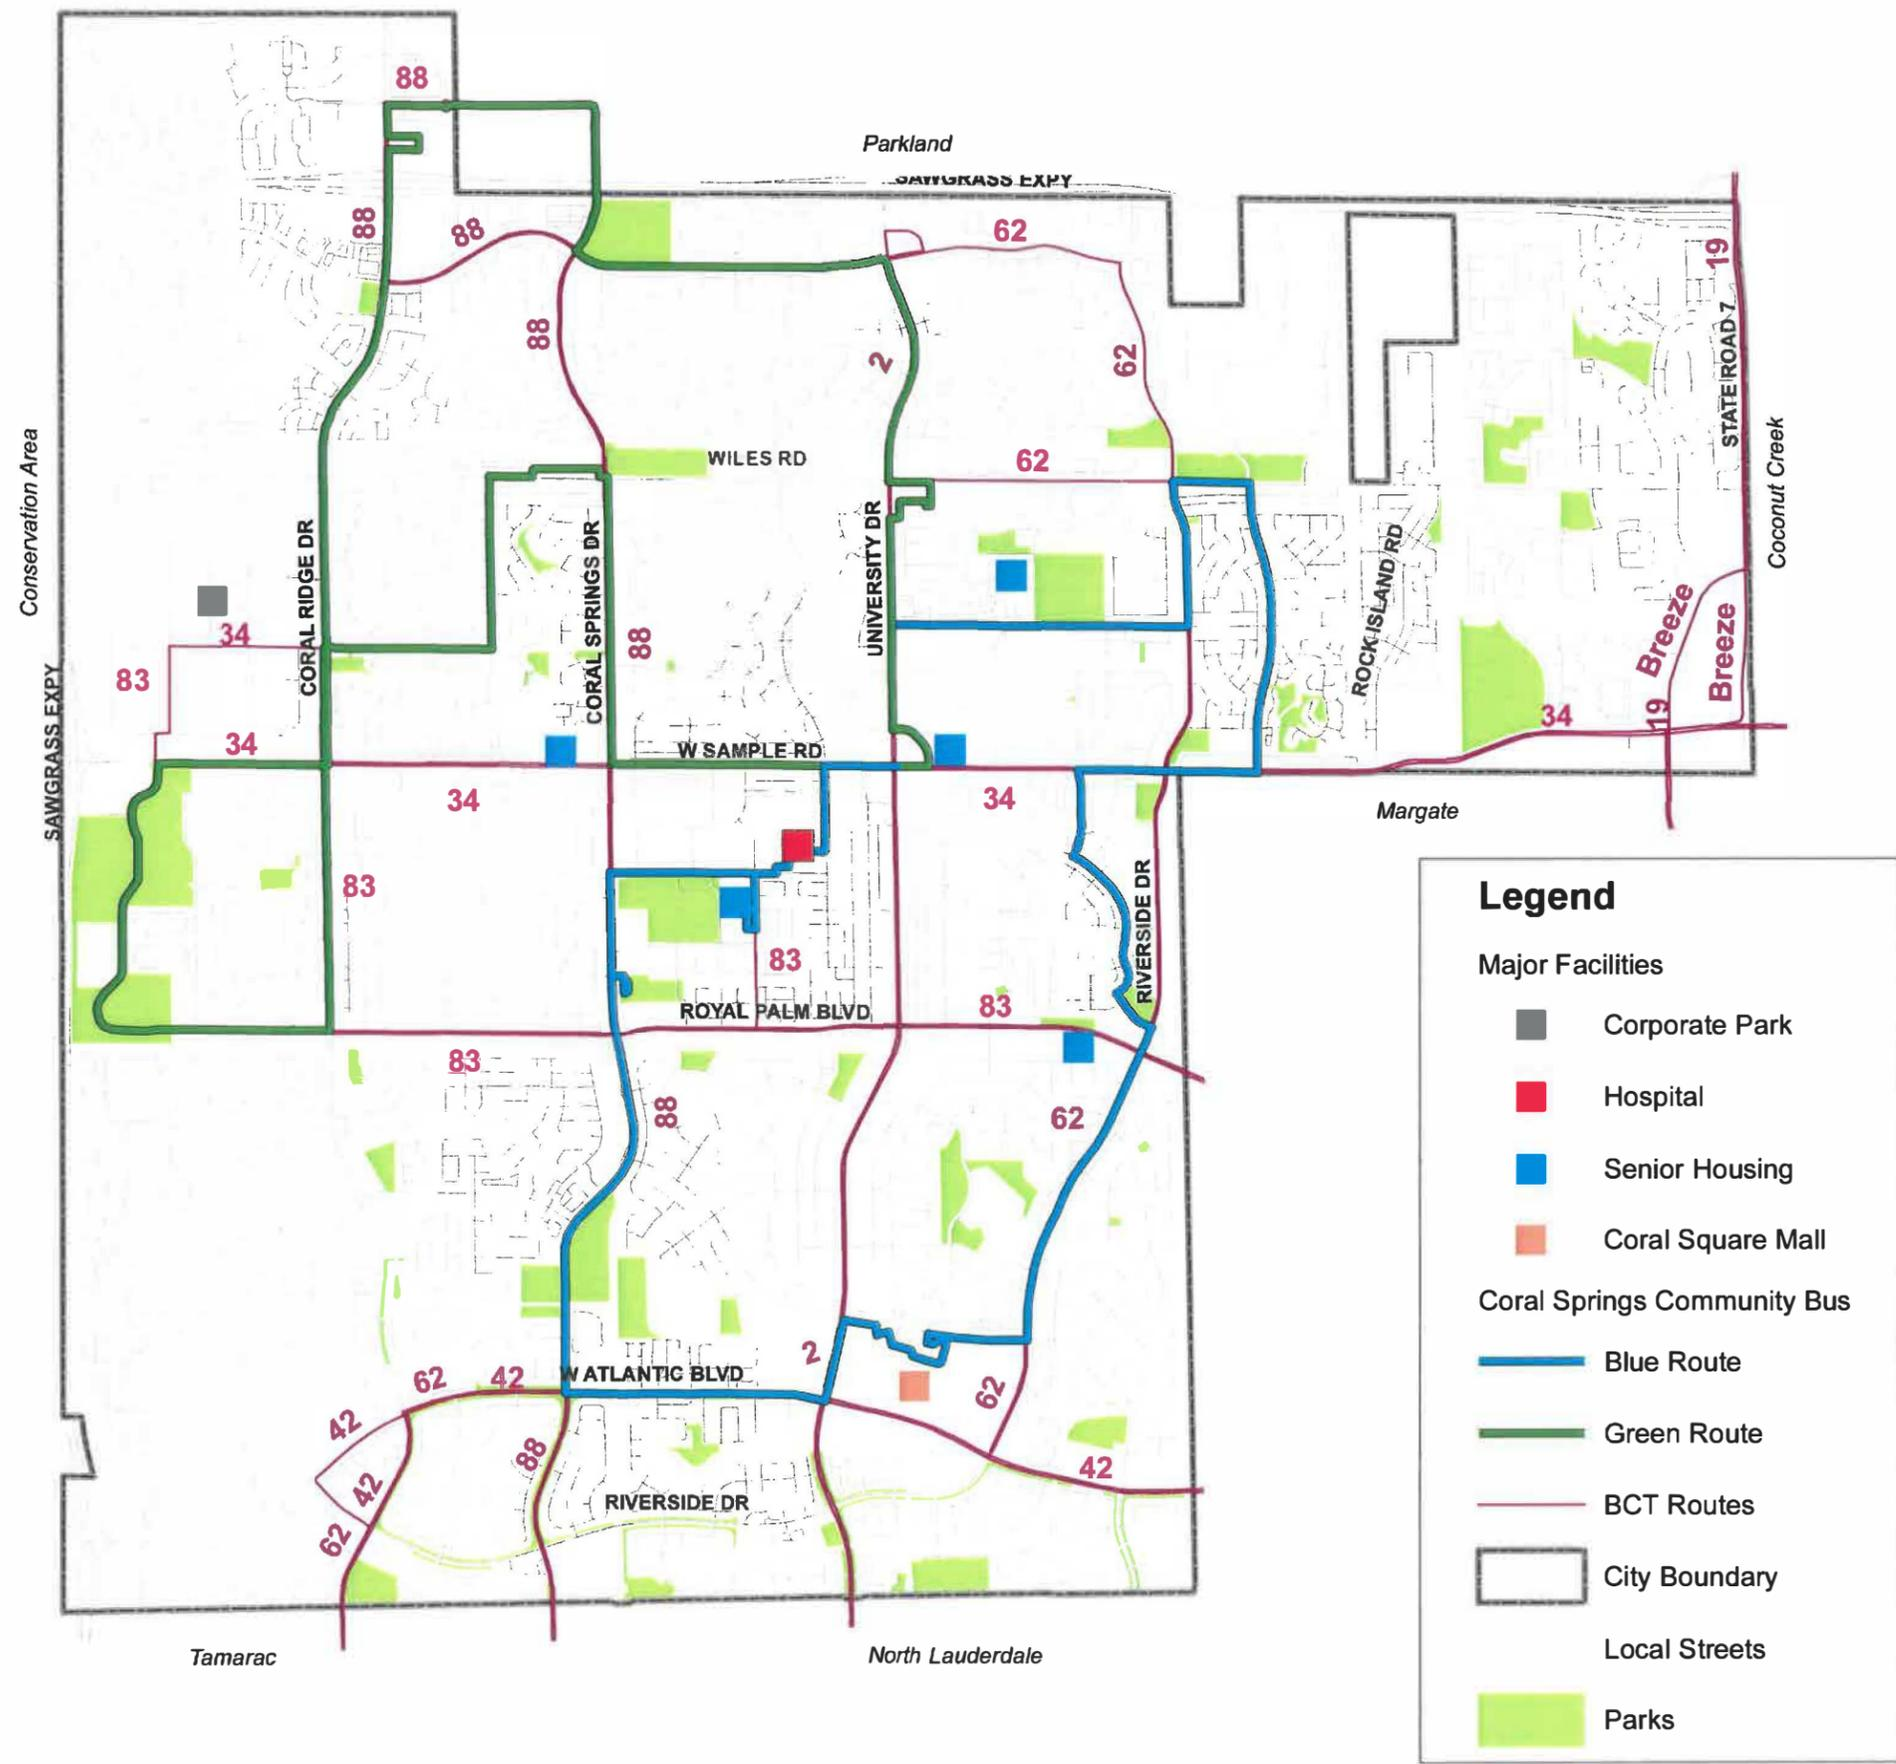 88
Parkland
SAWGRASS EXPY
88
88
62
19
88
2
62
STATE ROAD 7
Conservation Area
WILES RD
62
Coconut Creek
CORAL RIDGE DR
CORAL SPRINGS DR
UNIVERSITY DR
ROCK ISLAND RD
34
88
Breeze
Breeze
83
SAWGRASS EXPY
34
W SAMPLE RD
34
19
34
34
Margate
83
RIVERSIDE DR
83
ROYAL PALM BLVD
83
83
88
62
2
W ATLANTIC BLVD
62
42
62
42
88
42
42
RIVERSIDE DR
62
Tamarac
North Lauderdale
Legend
Major Facilities
Corporate Park
Hospital
Senior Housing
Coral Square Mall
Coral Springs Community Bus
Blue Route
Green Route
BCT Routes
City Boundary
Local Streets
Parks